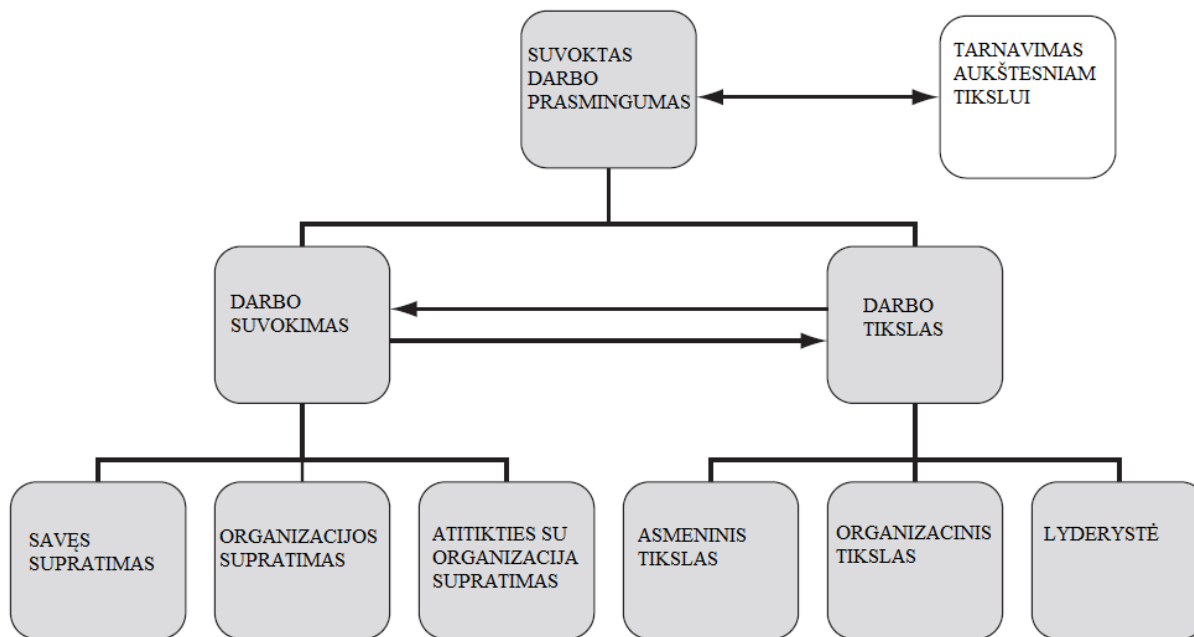 SUVOKTAS
DARBO
PRASMINGUMAS
TARNAVIMAS
AUKŠTESNIAM
TIKSLUI
DARBO
SUVOKIMAS
DARBO
TIKSLAS
SAVĘS
SUPRATIMAS
ORGANIZACIJOS
SUPRATIMAS
ATITIKTIES SU
ORGANIZACIJA
SUPRATIMAS
ASMENINIS
TIKSLAS
ORGANIZACINIS
TIKSLAS
LYDERYSTĖ